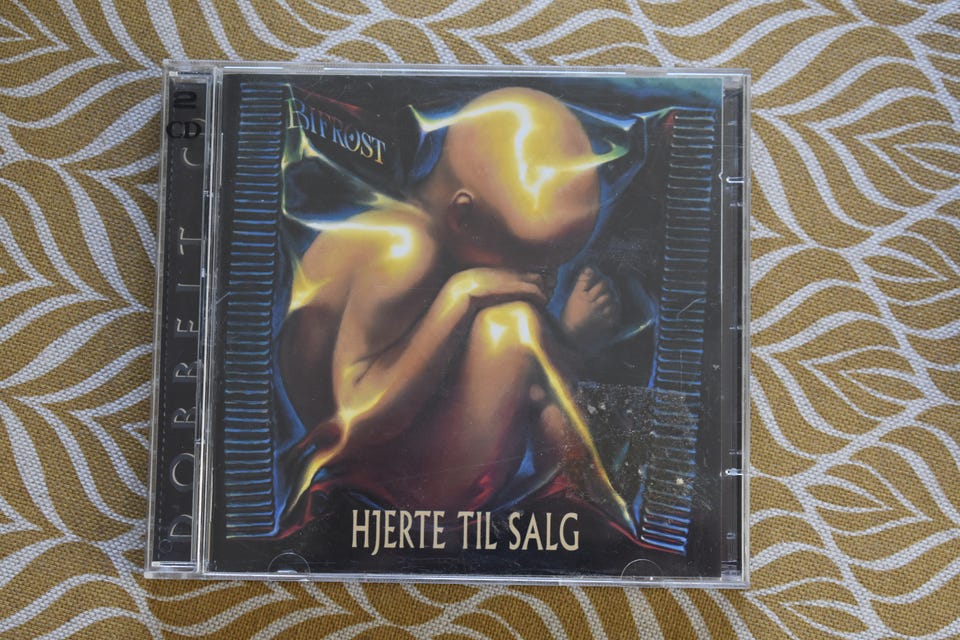 2
CD
DOBBELT CD
BIFROST
HJERTE TIL SALG